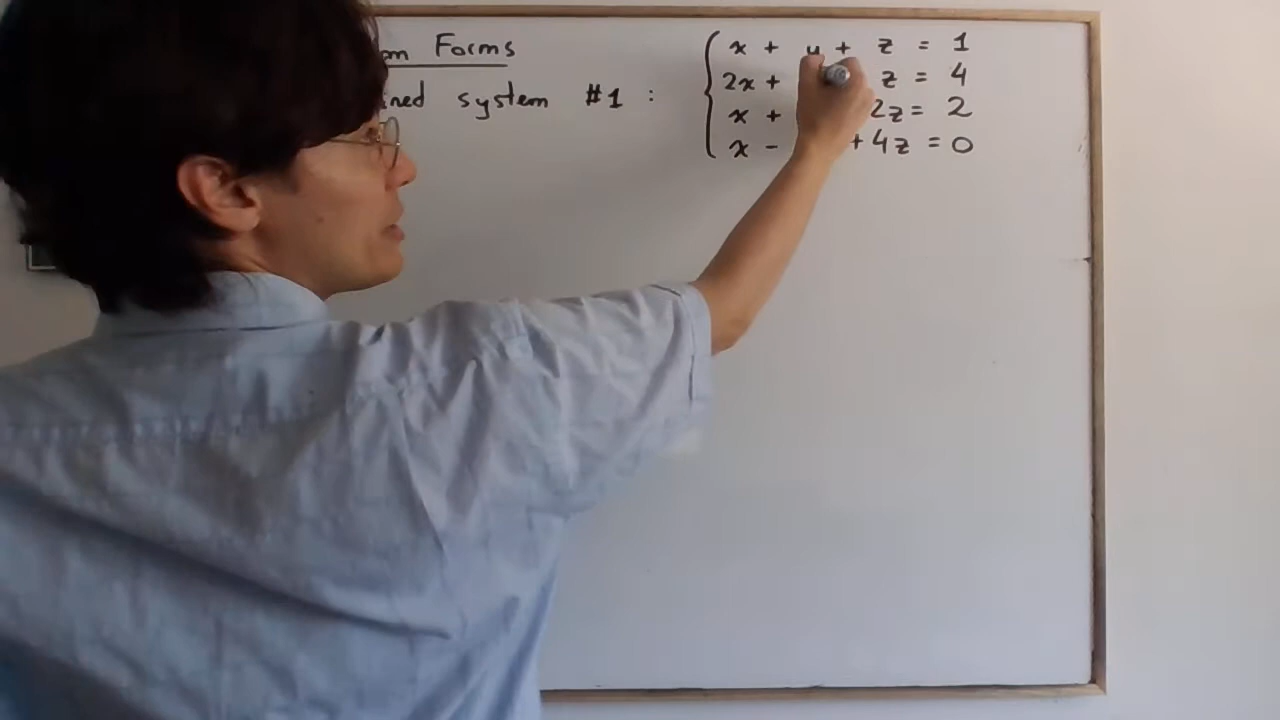 Forms
system #1 :
x + y + z = 1
2x + z = 4
x + 2z = 2
x - + 4z = 0